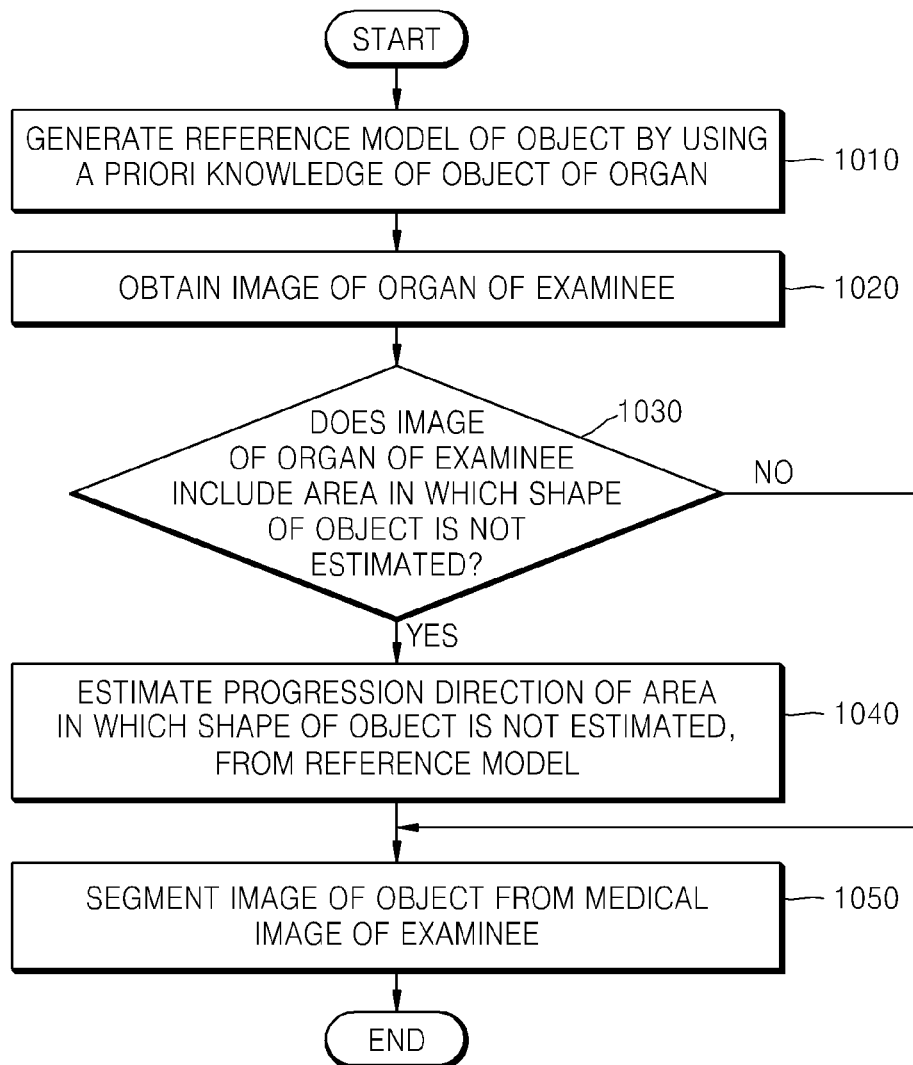 START
GENERATE REFERENCE MODEL OF OBJECT BY USING
A PRIORI KNOWLEDGE OF OBJECT OF ORGAN
1010
OBTAIN IMAGE OF ORGAN OF EXAMINEE
1020
1030
DOES IMAGE
OF ORGAN OF EXAMINEE
INCLUDE AREA IN WHICH SHAPE
OF OBJECT IS NOT
ESTIMATED?
NO
YES
ESTIMATE PROGRESSION DIRECTION OF AREA
IN WHICH SHAPE OF OBJECT IS NOT ESTIMATED,
FROM REFERENCE MODEL
1040
SEGMENT IMAGE OF OBJECT FROM MEDICAL
IMAGE OF EXAMINEE
1050
END